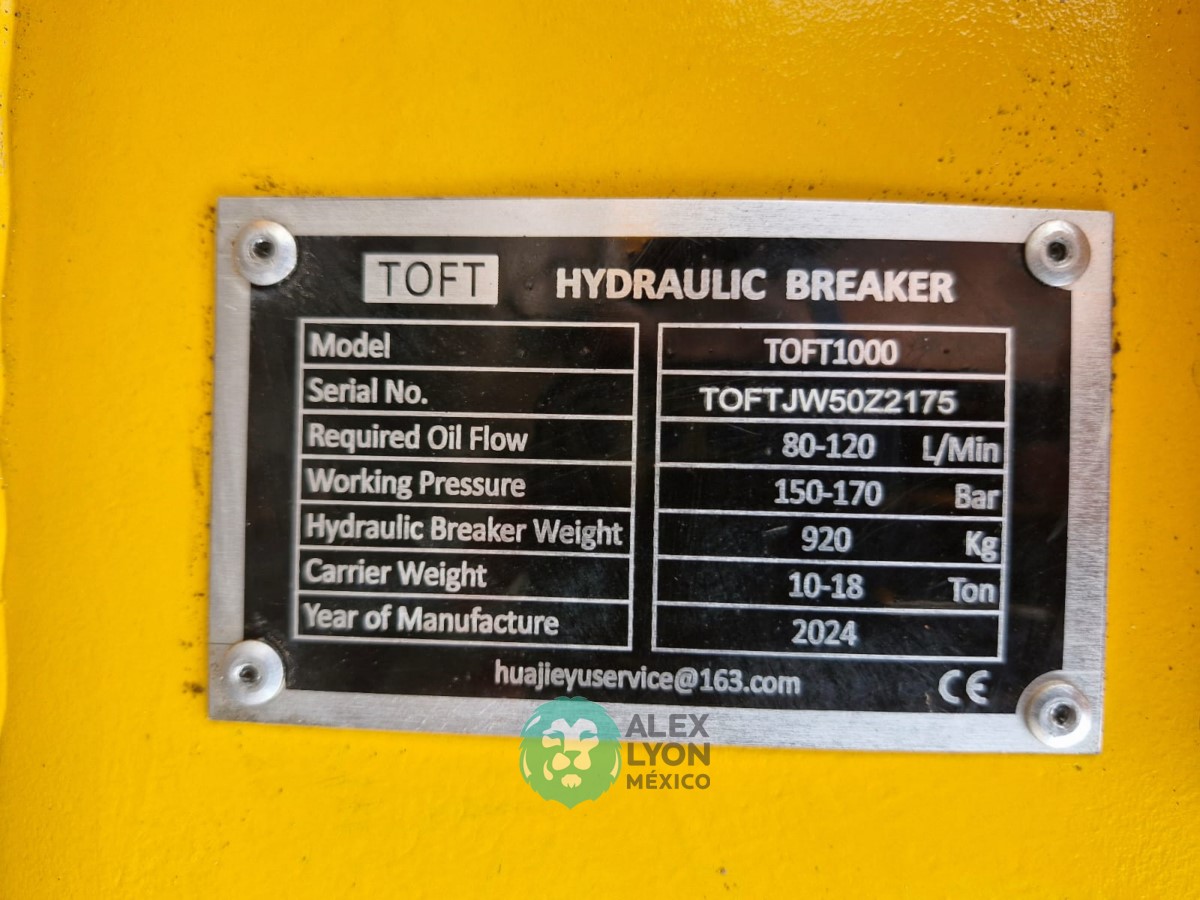 TOFT HYDRAULIC BREAKER
Model TOFT1000
Serial No. TOFTJW50Z2175
Required Oil Flow 80-120 L/Min
Working Pressure 150-170 Bar
Hydraulic Breaker Weight 920 Kg
Carrier Weight 10-18 Ton
Year of Manufacture 2024
huajieyuservice@163.com CE
ALEX
LYON
MÉXICO